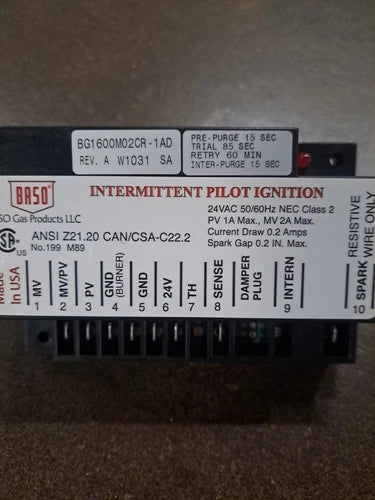 BG1600M02CR-1AD
REV. A W1031 SA
PRE-PURGE 15 SEC
TRIAL 85 SEC
RETRY 60 MIN
INTER-PURGE 15 SEC
BASO
SO Gas Products LLC
INTERMITTENT PILOT IGNITION
24VAC 50/60Hz NEC Class 2
PV 1A Max., MV 2A Max.
Current Draw 0.2 Amps
Spark Gap 0.2 IN. Max.
ANSI Z21.20 CAN/CSA-C22.2
No.199 M89
US
Made
In USA
MV
1
MV/PV
2
PV
3
GND
(BURNER)
4
GND
5
24V
6
TH
7
SENSE
8
DAMPER
PLUG
INTERN
9
SPARK
10
RESISTIVE
WIRE ONLY